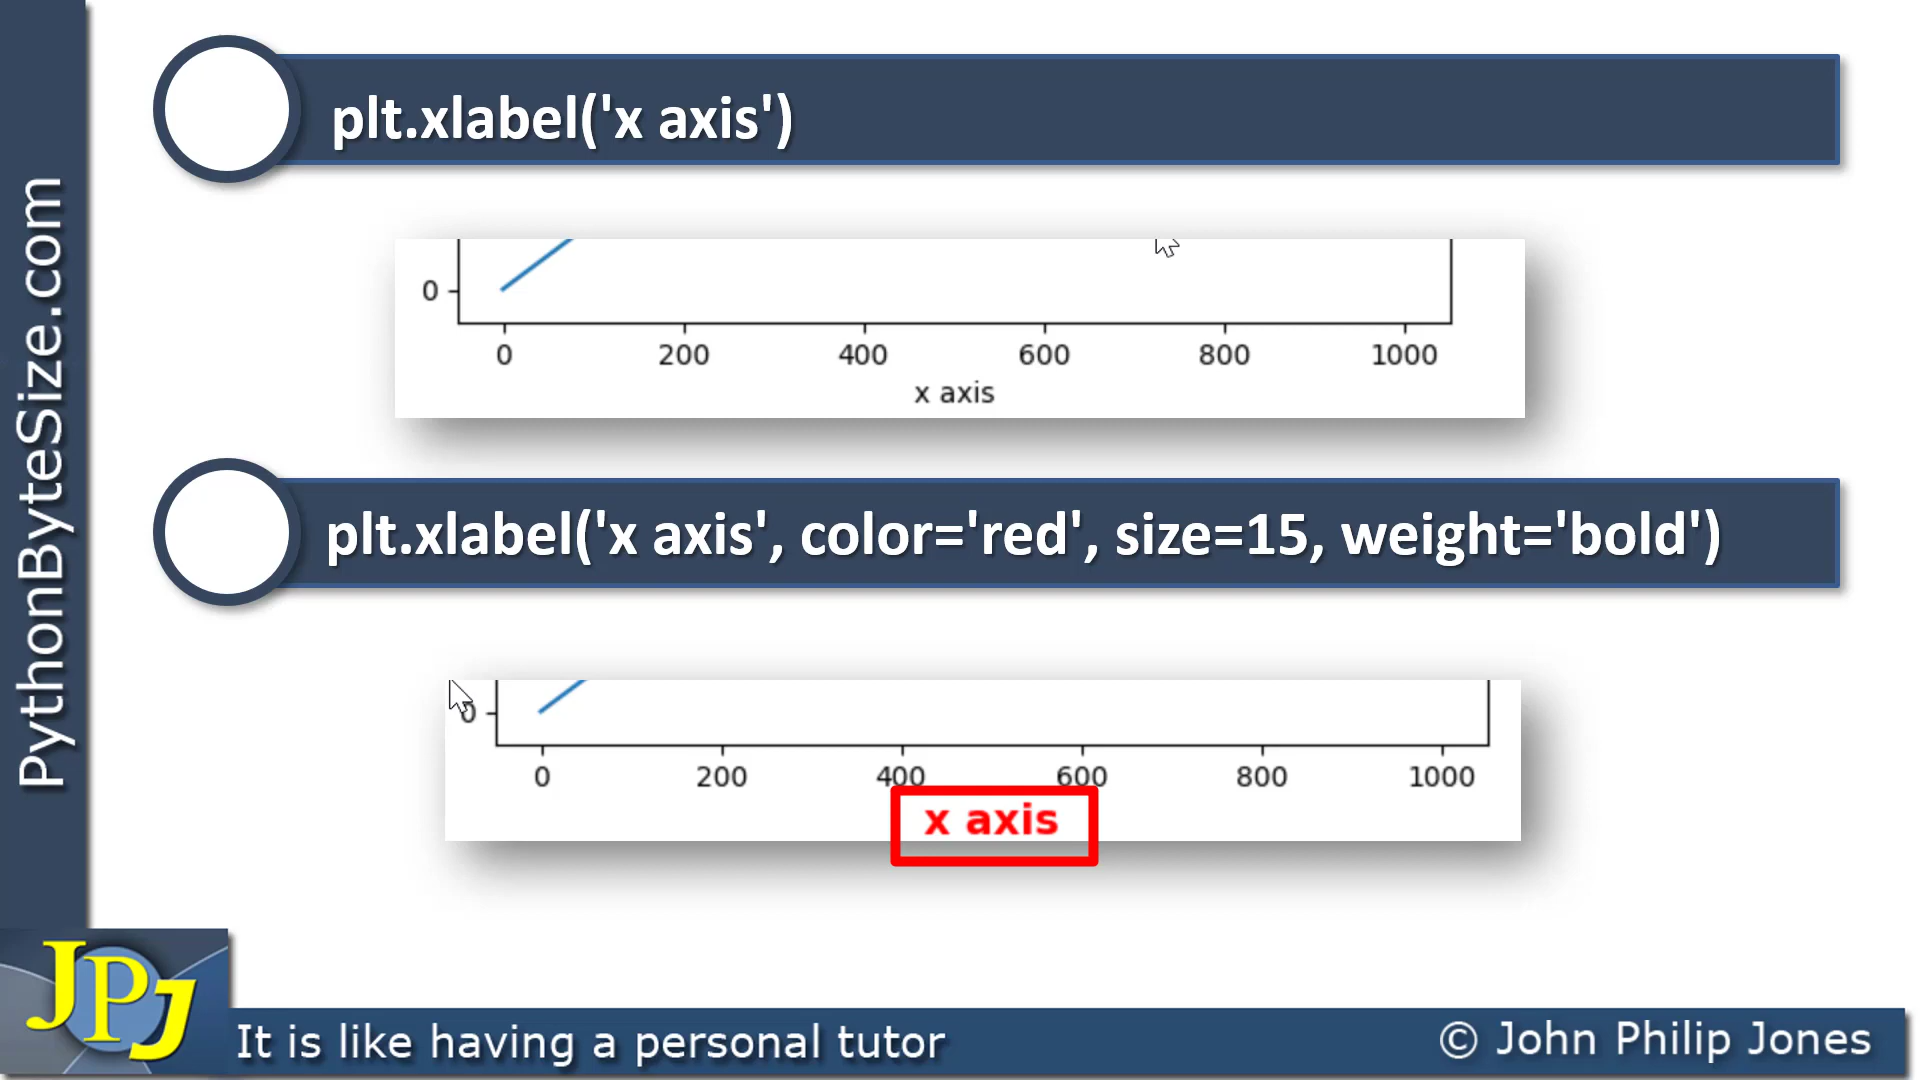 PythonByteSize.com
plt.xlabel('x axis')
0
0 200 400 600 800 1000
x axis
plt.xlabel('x axis', color='red', size=15, weight='bold')
0
0 200 400 600 800 1000
x axis
JPJ
It is like having a personal tutor
© John Philip Jones